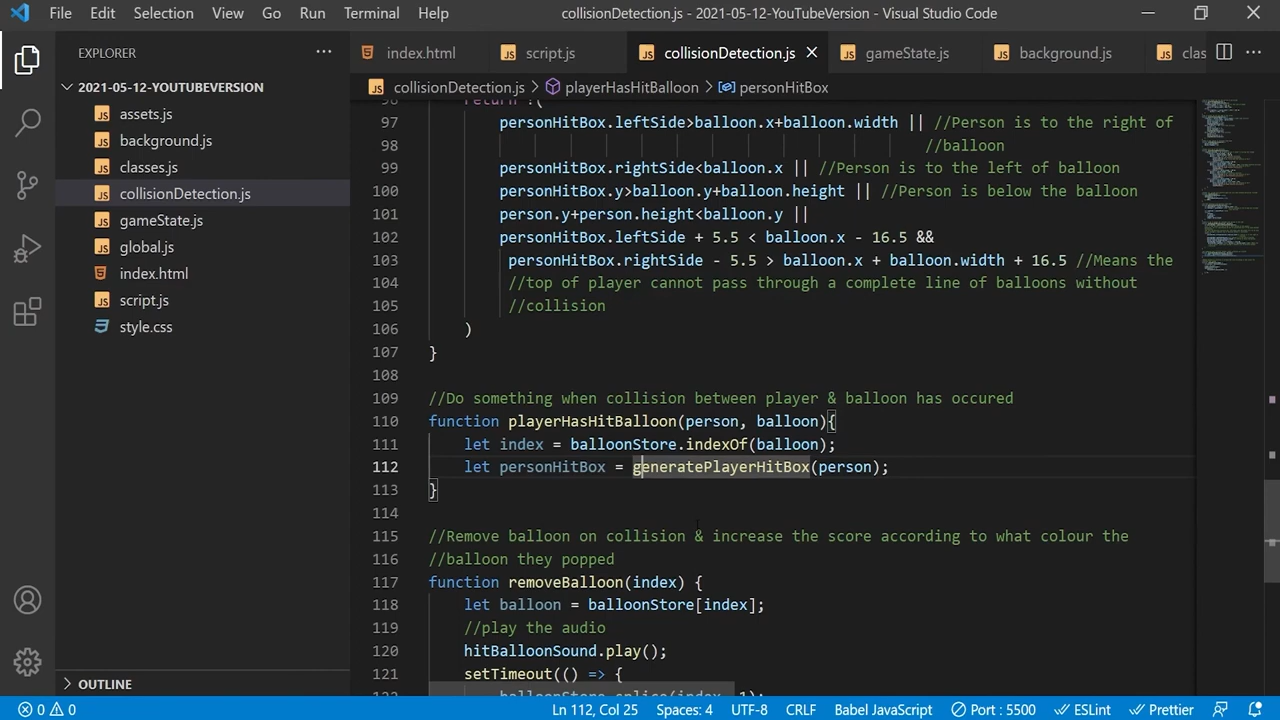 File Edit Selection View Go Run Terminal Help collisionDetection.js - 2021-05-12-YouTubeVersion - Visual Studio Code
EXPLORER
2021-05-12-YOUTUBEVERSION
assets.js
background.js
classes.js
collisionDetection.js
gameState.js
global.js
index.html
script.js
style.css
OUTLINE
index.html script.js collisionDetection.js gameState.js background.js clas
collisionDetection.js > playerHasHitBalloon > personHitBox
96 return !(
97 personHitBox.leftSide>balloon.x+balloon.width || //Person is to the right of
98 //balloon
99 personHitBox.rightSide<balloon.x || //Person is to the left of balloon
100 personHitBox.y>balloon.y+balloon.height || //Person is below the balloon
101 person.y+person.height<balloon.y ||
102 personHitBox.leftSide + 5.5 < balloon.x - 16.5 &&
103 personHitBox.rightSide - 5.5 > balloon.x + balloon.width + 16.5 //Means the
104 //top of player cannot pass through a complete line of balloons without
105 //collision
106 )
107 }
108
109 //Do something when collision between player & balloon has occured
110 function playerHasHitBalloon(person, balloon){
111 let index = balloonStore.indexOf(balloon);
112 let personHitBox = generatePlayerHitBox(person);
113 }
114
115 //Remove balloon on collision & increase the score according to what colour the
116 //balloon they popped
117 function removeBalloon(index) {
118 let balloon = balloonStore[index];
119 //play the audio
120 hitBalloonSound.play();
121 setTimeout(() => {
122 balloonStore.splice(index, 1);
0 0 Ln 112, Col 25 Spaces: 4 UTF-8 CRLF Babel JavaScript Port : 5500 ESLint Prettier